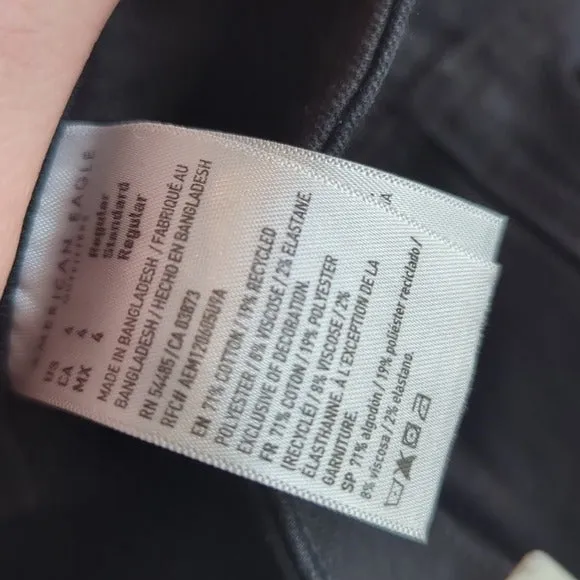 AMERICAN EAGLE
OUTFITTERS
US 4 Regular
CA 4 Standard
MX 4 Regular
MADE IN BANGLADESH / FABRIQUÉ AU
BANGLADESH / HECHO EN BANGLADESH
RN 54485 / CA 03873
RFC# AEM120605U9A
EN 71% COTTON / 19% RECYCLED
POLYESTER / 8% VISCOSE / 2% ELASTANE.
EXCLUSIVE OF DECORATION.
FR 71% COTON / 19% POLYESTER
(RECYCLÉ) / 8% VISCOSE / 2%
ÉLASTHANNE. À L'EXCEPTION DE LA
GARNITURE.
SP 71% algodón / 19% poliéster reciclado /
8% viscosa / 2% elastano.